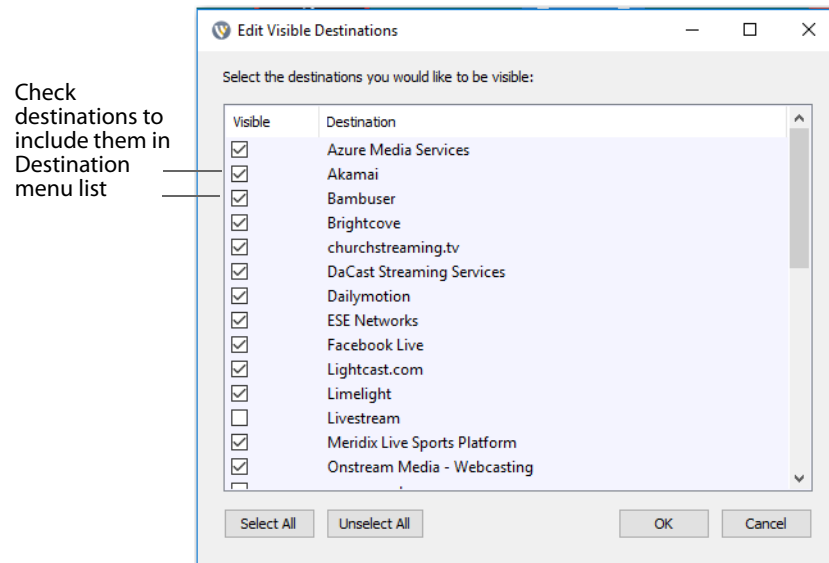 Edit Visible Destinations
Select the destinations you would like to be visible:
Check
destinations to
include them in
Destination
menu list
Visible Destination
Azure Media Services
Akamai
Bambuser
Brightcove
churchstreaming.tv
DaCast Streaming Services
Dailymotion
ESE Networks
Facebook Live
Lightcast.com
Limelight
Livestream
Meridix Live Sports Platform
Onstream Media - Webcasting
Select All Unselect All OK Cancel